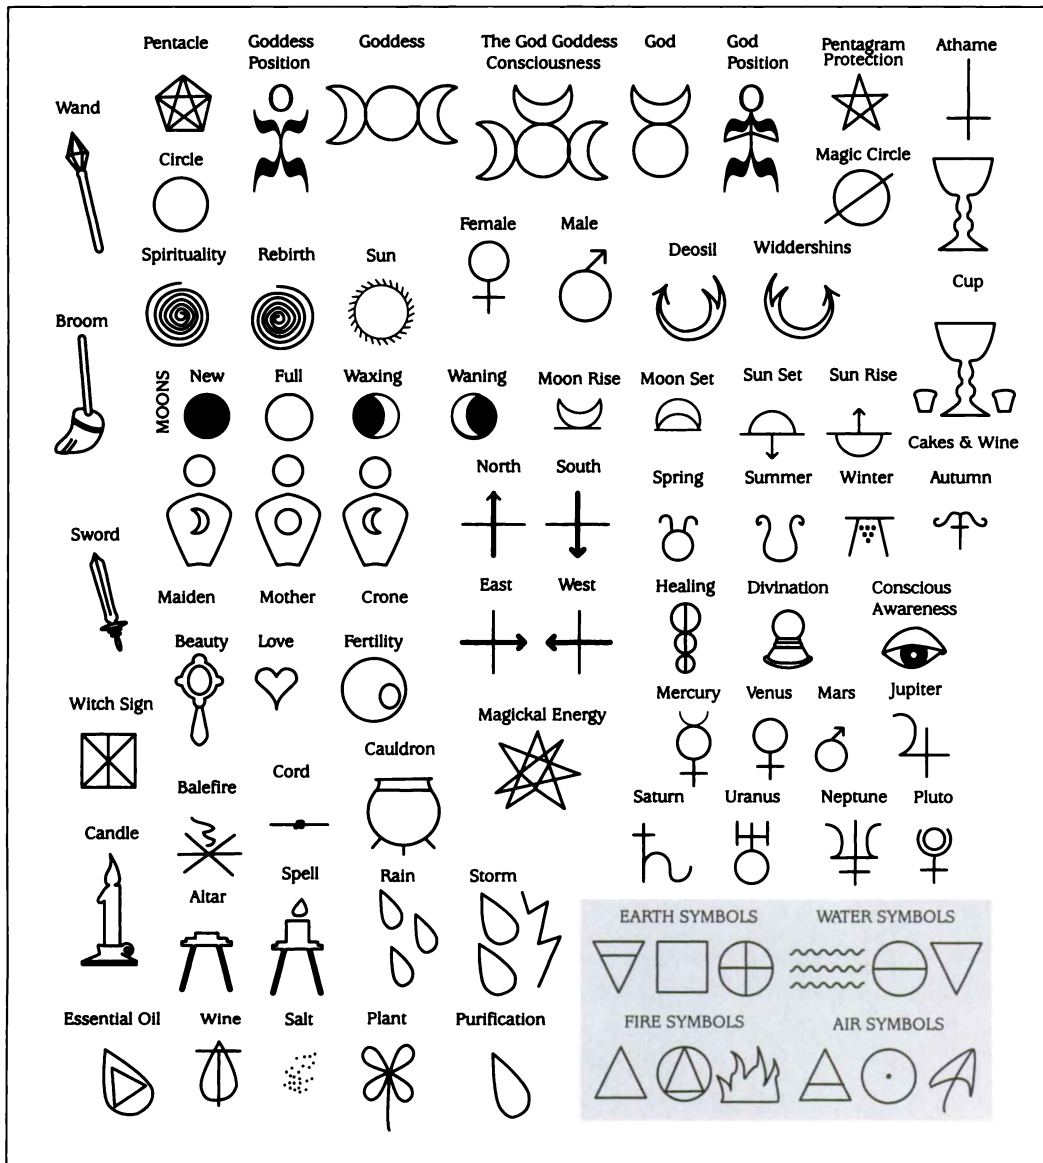 Pentacle
Goddess
Position
Goddess
The God Goddess
Consciousness
God
God
Position
Pentagram
Protection
Athame
Wand
Circle
Magic Circle
Female
Male
Spirituality
Rebirth
Sun
Deosil
Widdershins
Cup
Broom
MOONS
New
Full
Waxing
Waning
Moon Rise
Moon Set
Sun Set
Sun Rise
Cakes & Wine
North
South
Spring
Summer
Winter
Autumn
Sword
Maiden
Mother
Crone
East
West
Healing
Divination
Conscious
Awareness
Beauty
Love
Fertility
Witch Sign
Magickal Energy
Mercury
Venus
Mars
Jupiter
Balefire
Cord
Cauldron
Saturn
Uranus
Neptune
Pluto
Candle
Altar
Spell
Rain
Storm
EARTH SYMBOLS
WATER SYMBOLS
Essential Oil
Wine
Salt
Plant
Purification
FIRE SYMBOLS
AIR SYMBOLS